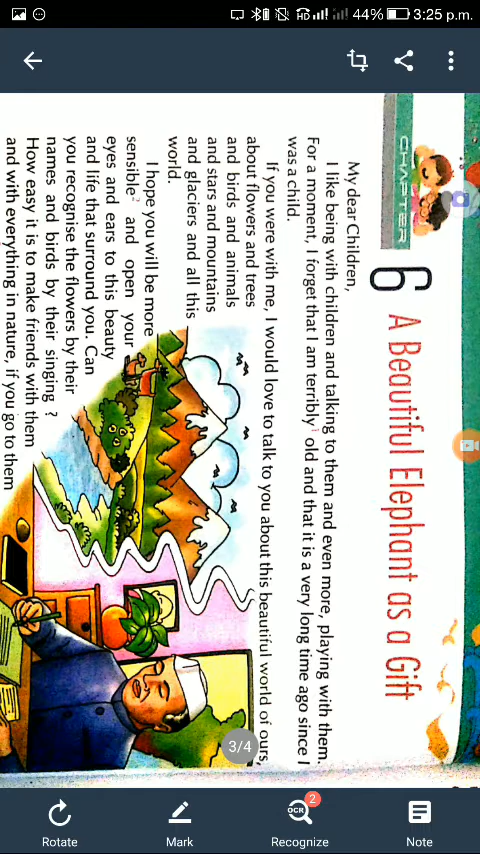 44% 3:25 p.m.
HD
CHAPTER
6 A Beautiful Elephant as a Gift
My dear Children,
I like being with children and talking to them and even more, playing with them.
For a moment, I forget that I am terribly¹ old and that it is a very long time ago since I
was a child.
If you were with me, I would love to talk to you about this beautiful world of ours,
about flowers and trees
and birds and animals
and stars and mountains
and glaciers and all this
world.
I hope you will be more
sensible² and open your
eyes and ears to this beauty
and life that surround you. Can
you recognise the flowers by their
names and birds by their singing ?
How easy it is to make friends with them
and with everything in nature, if you go to them
3/4
OCR
2
Rotate
Mark
Recognize
Note